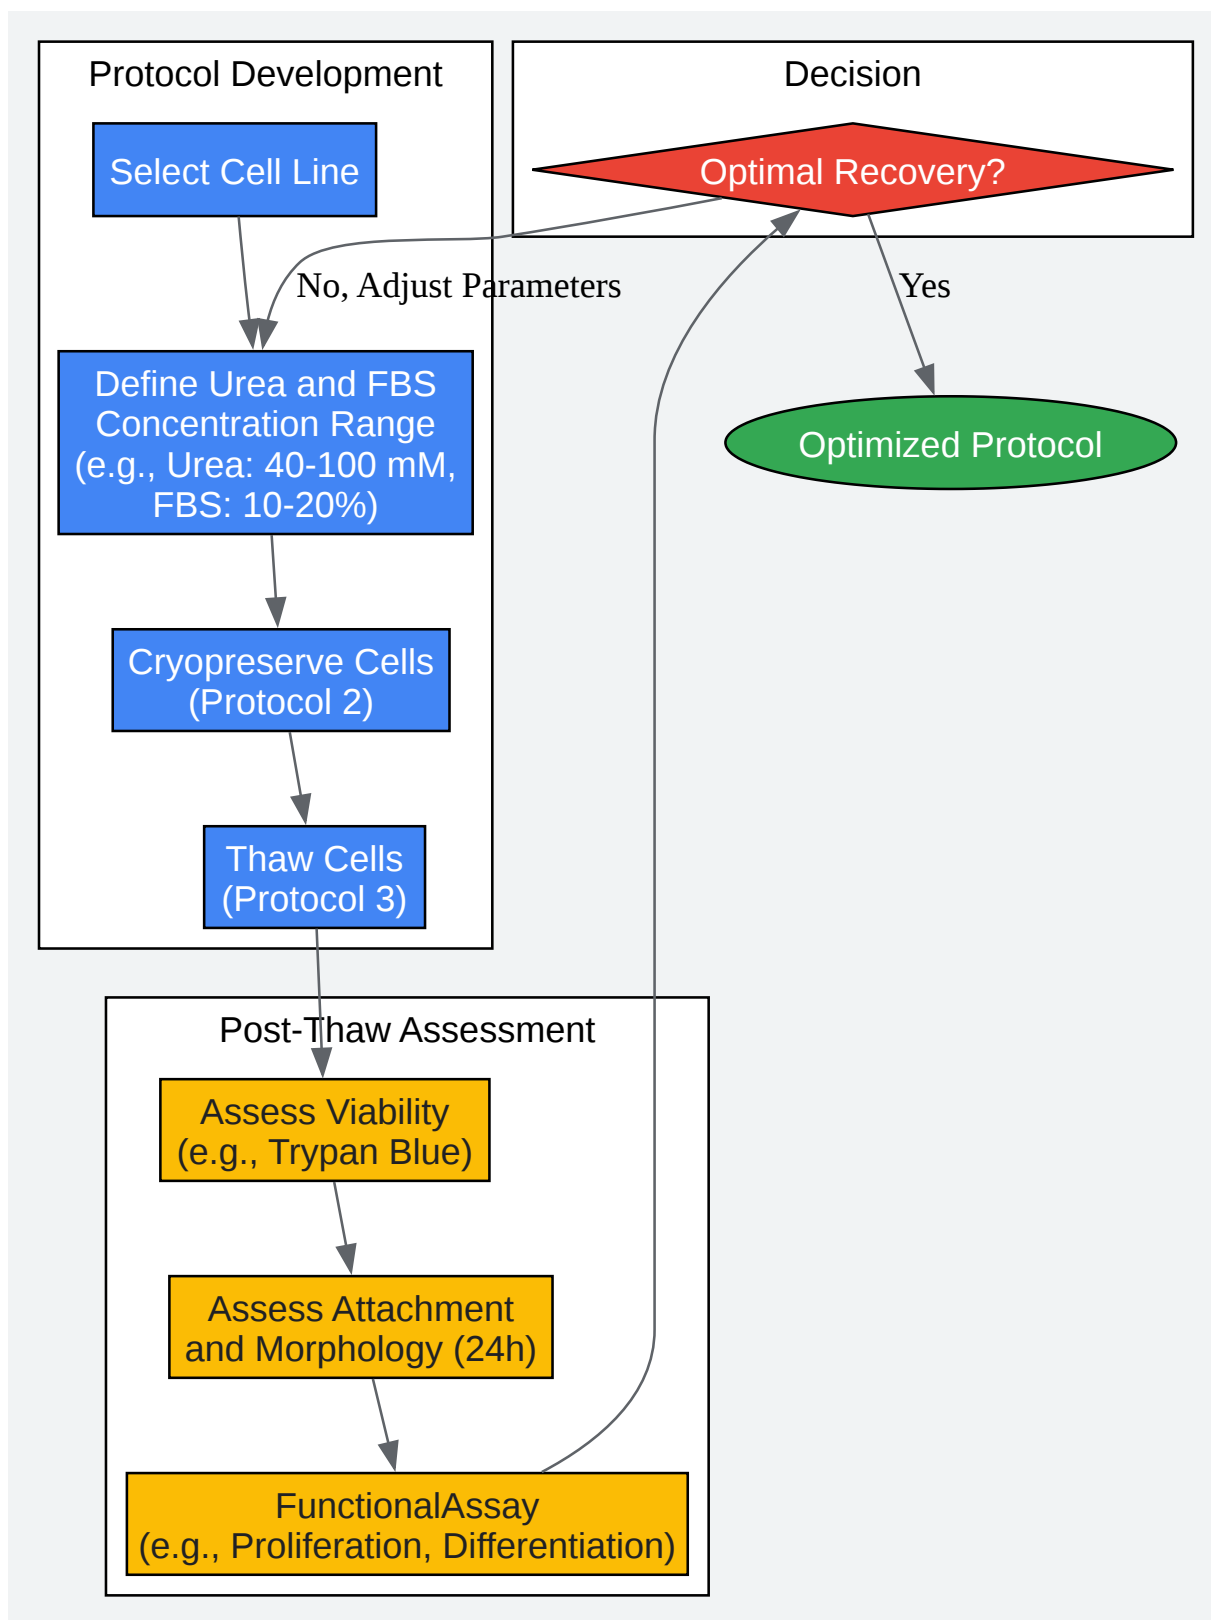 Protocol Development
Select Cell Line
Define Urea and FBS
Concentration Range
(e.g., Urea: 40-100 mM,
FBS: 10-20%)
Cryopreserve Cells
(Protocol 2)
Thaw Cells
(Protocol 3)
Post-Thaw Assessment
Assess Viability
(e.g., Trypan Blue)
Assess Attachment
and Morphology (24h)
FunctionalAssay
(e.g., Proliferation, Differentiation)
Decision
Optimal Recovery?
No, Adjust Parameters
Yes
Optimized Protocol